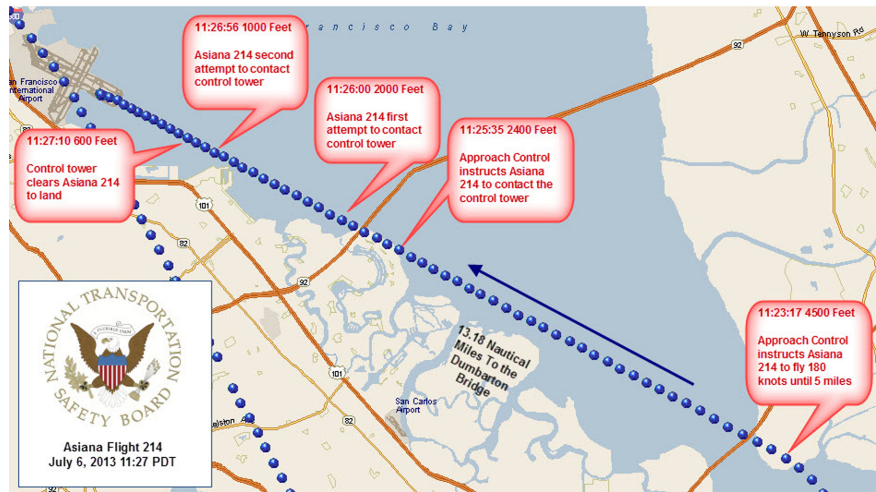 11:26:56 1000 Feet
Asiana 214 second
attempt to contact
control tower
rancisco Bay
W Tennyson Rd
92
an Francisco
nternational
Airport
11:26:00 2000 Feet
Asiana 214 first
attempt to contact
control tower
11:25:35 2400 Feet
Approach Control
instructs Asiana
214 to contact the
control tower
11:27:10 600 Feet
Control tower
clears Asiana 214
to land
101
82
82
92
11:23:17 4500 Feet
Approach Control
instructs Asiana
214 to fly 180
knots until 5 miles
13.18 Nautical
Miles To the
Dumbarton
Bridge
101
San Carlos
Airport
NATIONAL TRANSPORTATION
SAFETY BOARD
Asiana Flight 214
July 6, 2013 11:27 PDT
82
84